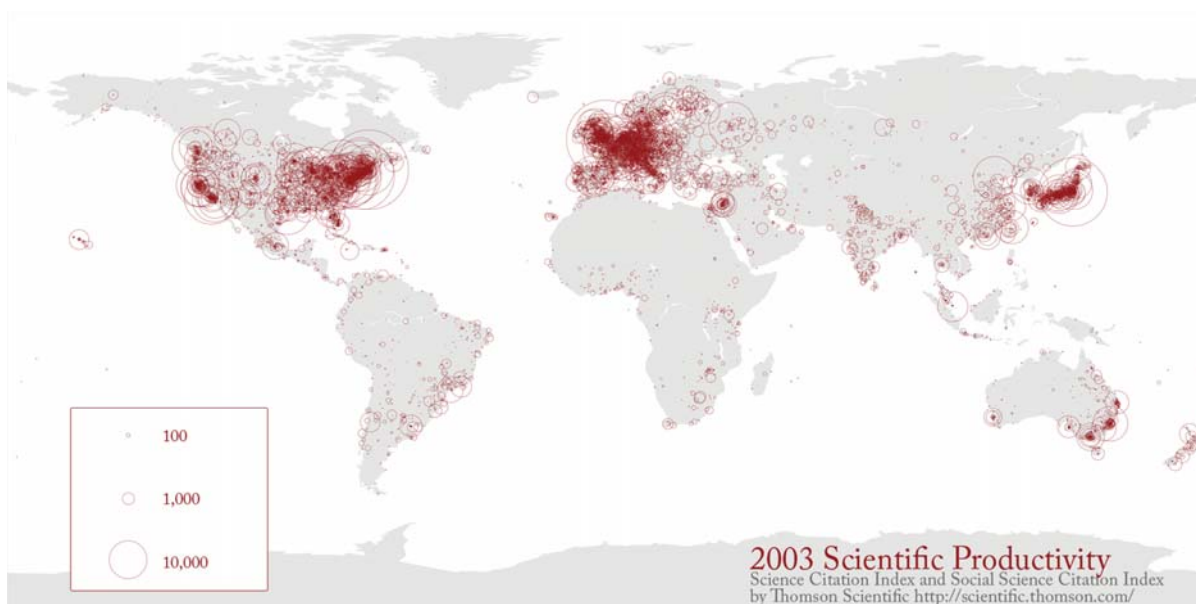 100
1,000
10,000
2003 Scientific Productivity
Science Citation Index and Social Science Citation Index
by Thomson Scientific http://scientific.thomson.com/